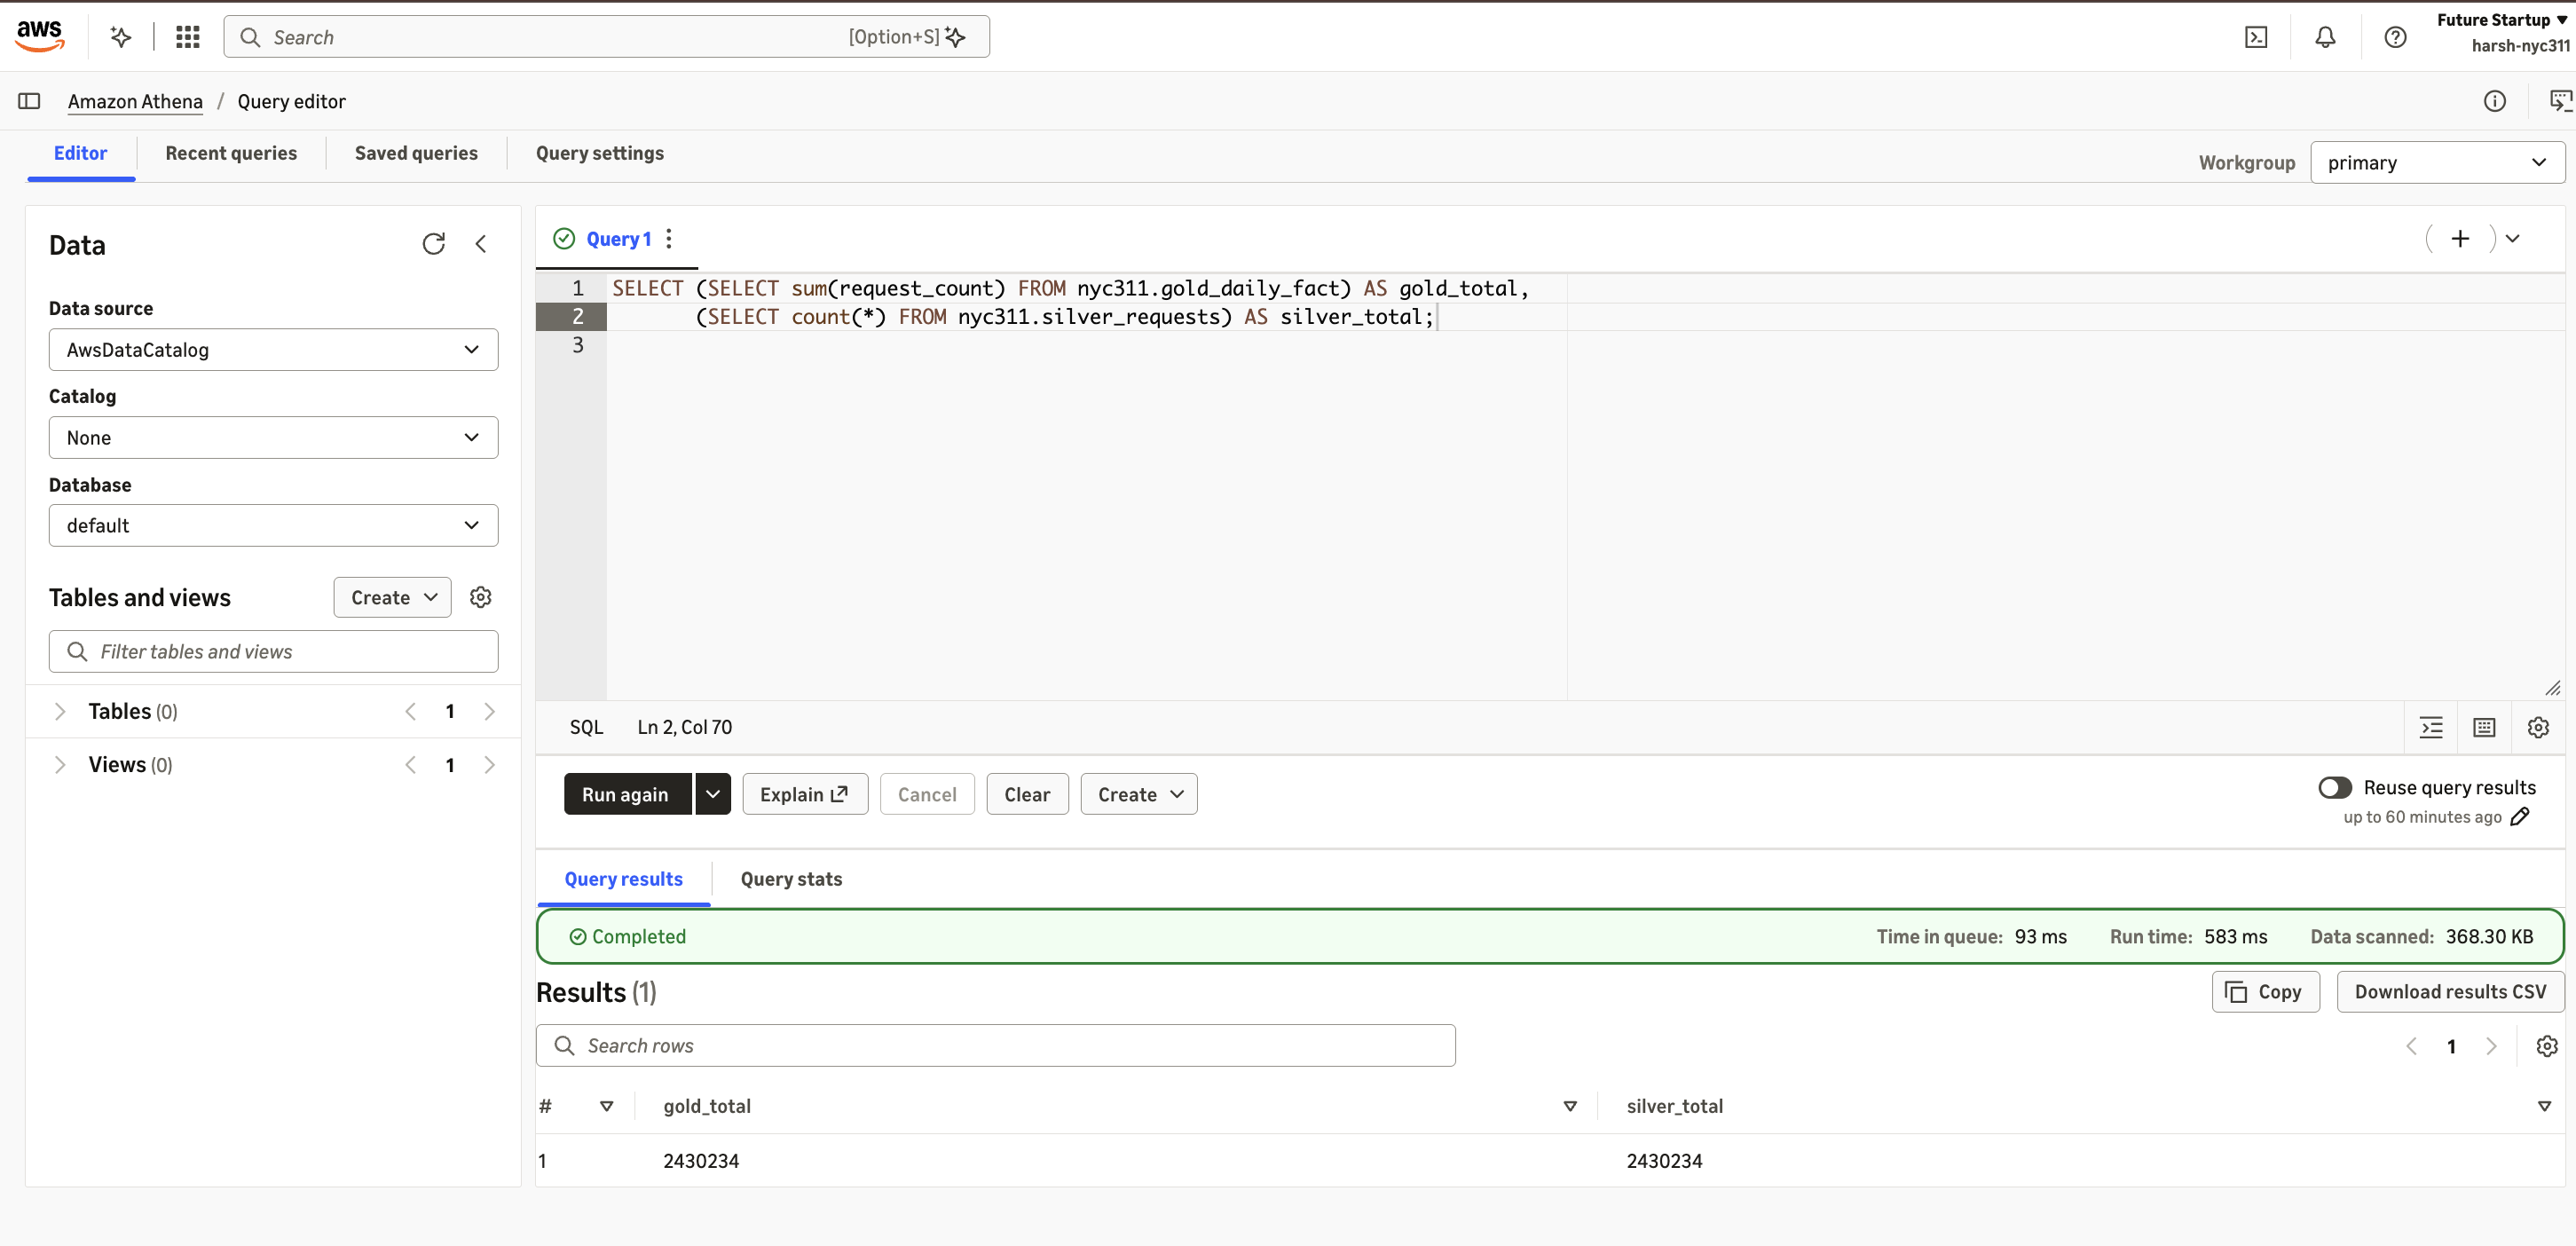 aws
Search
[Option+S]
Future Startup
harsh-nyc311
Amazon Athena / Query editor
Editor
Recent queries
Saved queries
Query settings
Workgroup
primary
Data
Data source
AwsDataCatalog
Catalog
None
Database
default
Tables and views
Create
Filter tables and views
Tables (0)
1
Views (0)
1
Query 1
1 SELECT (SELECT sum(request_count) FROM nyc311.gold_daily_fact) AS gold_total,
2 (SELECT count(*) FROM nyc311.silver_requests) AS silver_total;
3
SQL
Ln 2, Col 70
Run again
Explain
Cancel
Clear
Create
Reuse query results
up to 60 minutes ago
Query results
Query stats
Completed
Time in queue: 93 ms
Run time: 583 ms
Data scanned: 368.30 KB
Results (1)
Copy
Download results CSV
Search rows
1
# gold_total silver_total
1 2430234 2430234